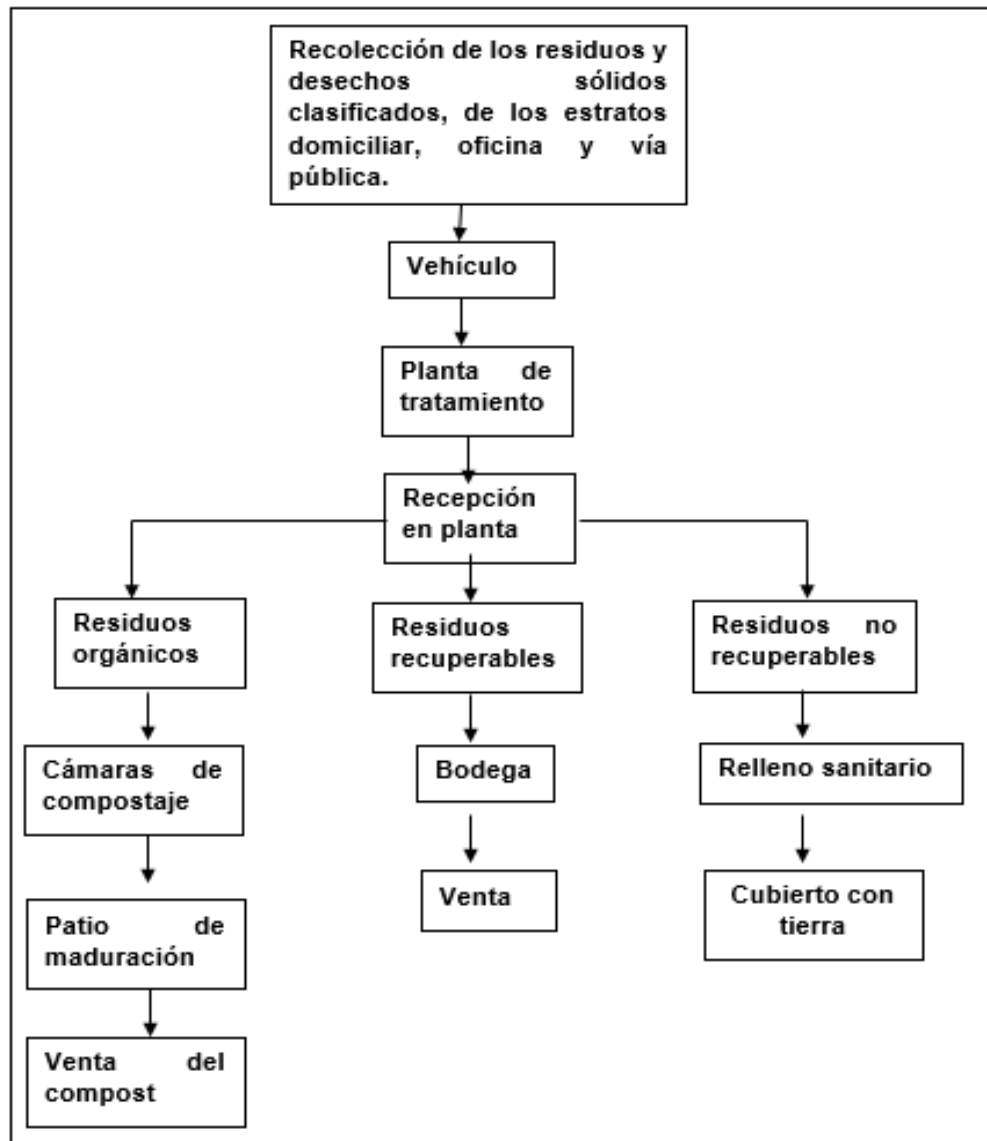 Recolección de los residuos y
desechos sólidos
clasificados, de los estratos
domiciliar, oficina y vía
pública.
Vehículo
Planta de
tratamiento
Recepción
en planta
Residuos
orgánicos
Residuos
recuperables
Residuos no
recuperables
Cámaras de
compostaje
Bodega
Relleno sanitario
Patio de
maduración
Venta
Cubierto con
tierra
Venta del
compost